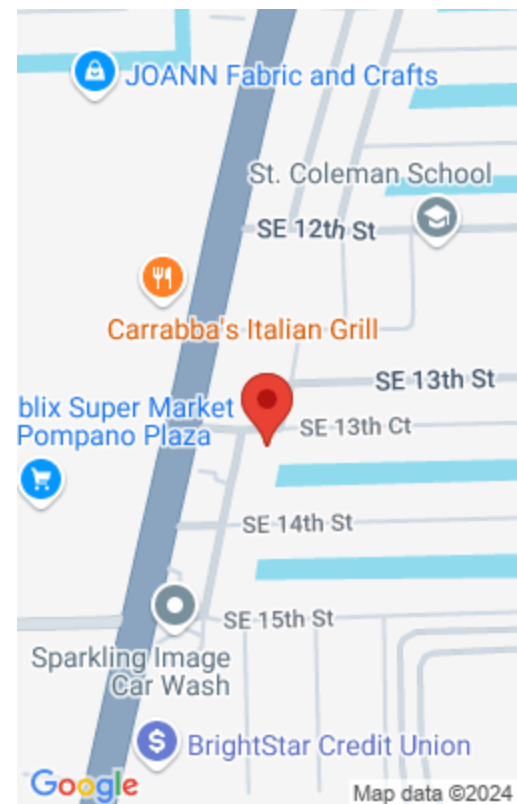 JOANN Fabric and Crafts
St. Coleman School
SE 12th St
Carrabba's Italian Grill
SE 13th St
blix Super Market
Pompano Plaza
SE 13th Ct
SE 14th St
SE 15th St
Sparkling Image
Car Wash
$
BrightStar Credit Union
Google
Map data ©2024